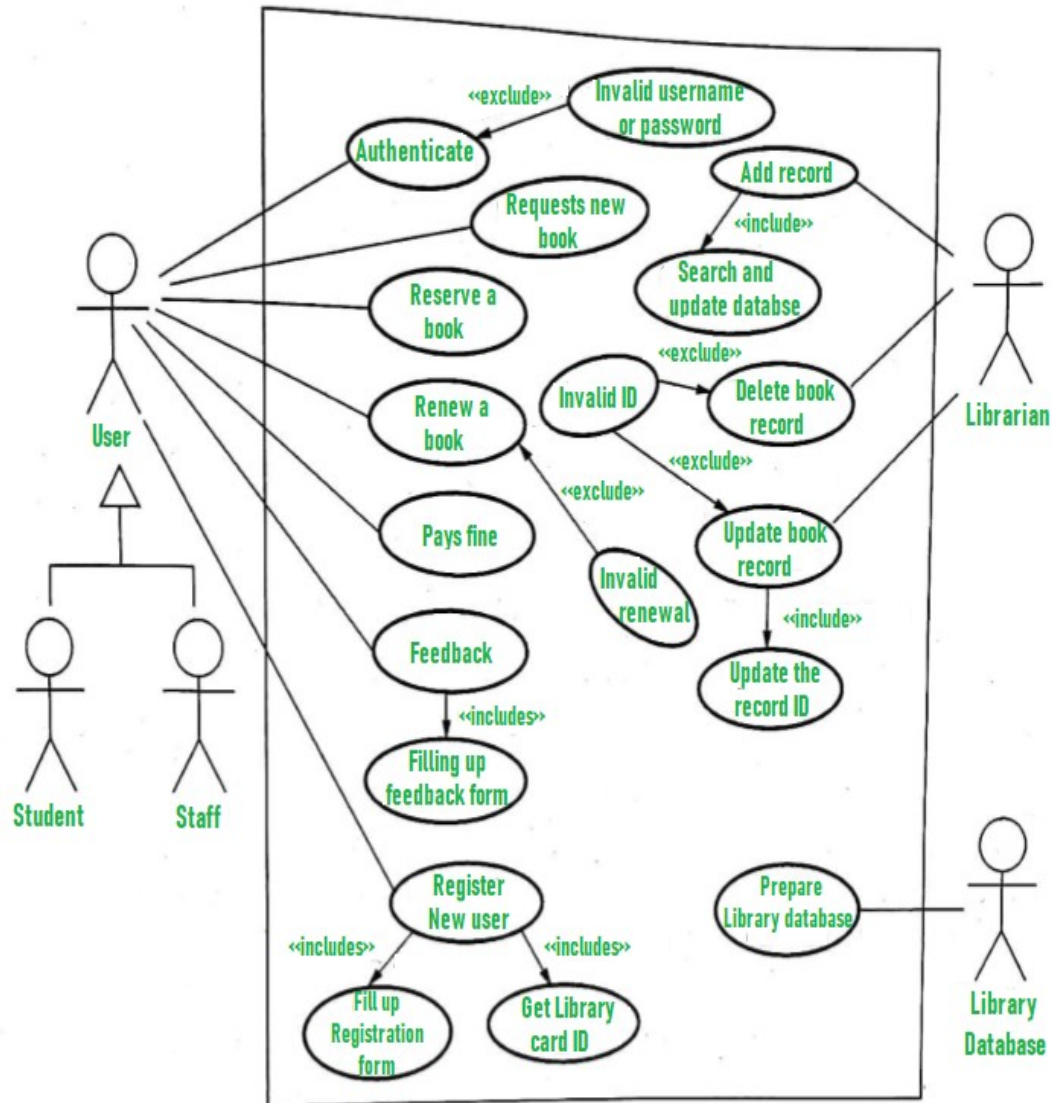 «exclude»
Invalid username
or password
Authenticate
Add record
Requests new
book
«include»
Search and
update databse
Reserve a
book
«exclude»
Invalid ID
Delete book
record
Renew a
book
User
Librarian
«exclude»
«exclude»
Pays fine
Update book
record
Invalid
renewal
«include»
Feedback
Update the
record ID
«includes»
Filling up
feedback form
Student
Staff
Register
New user
Prepare
Library database
«includes»
«includes»
Fill up
Registration
form
Get Library
card ID
Library
Database